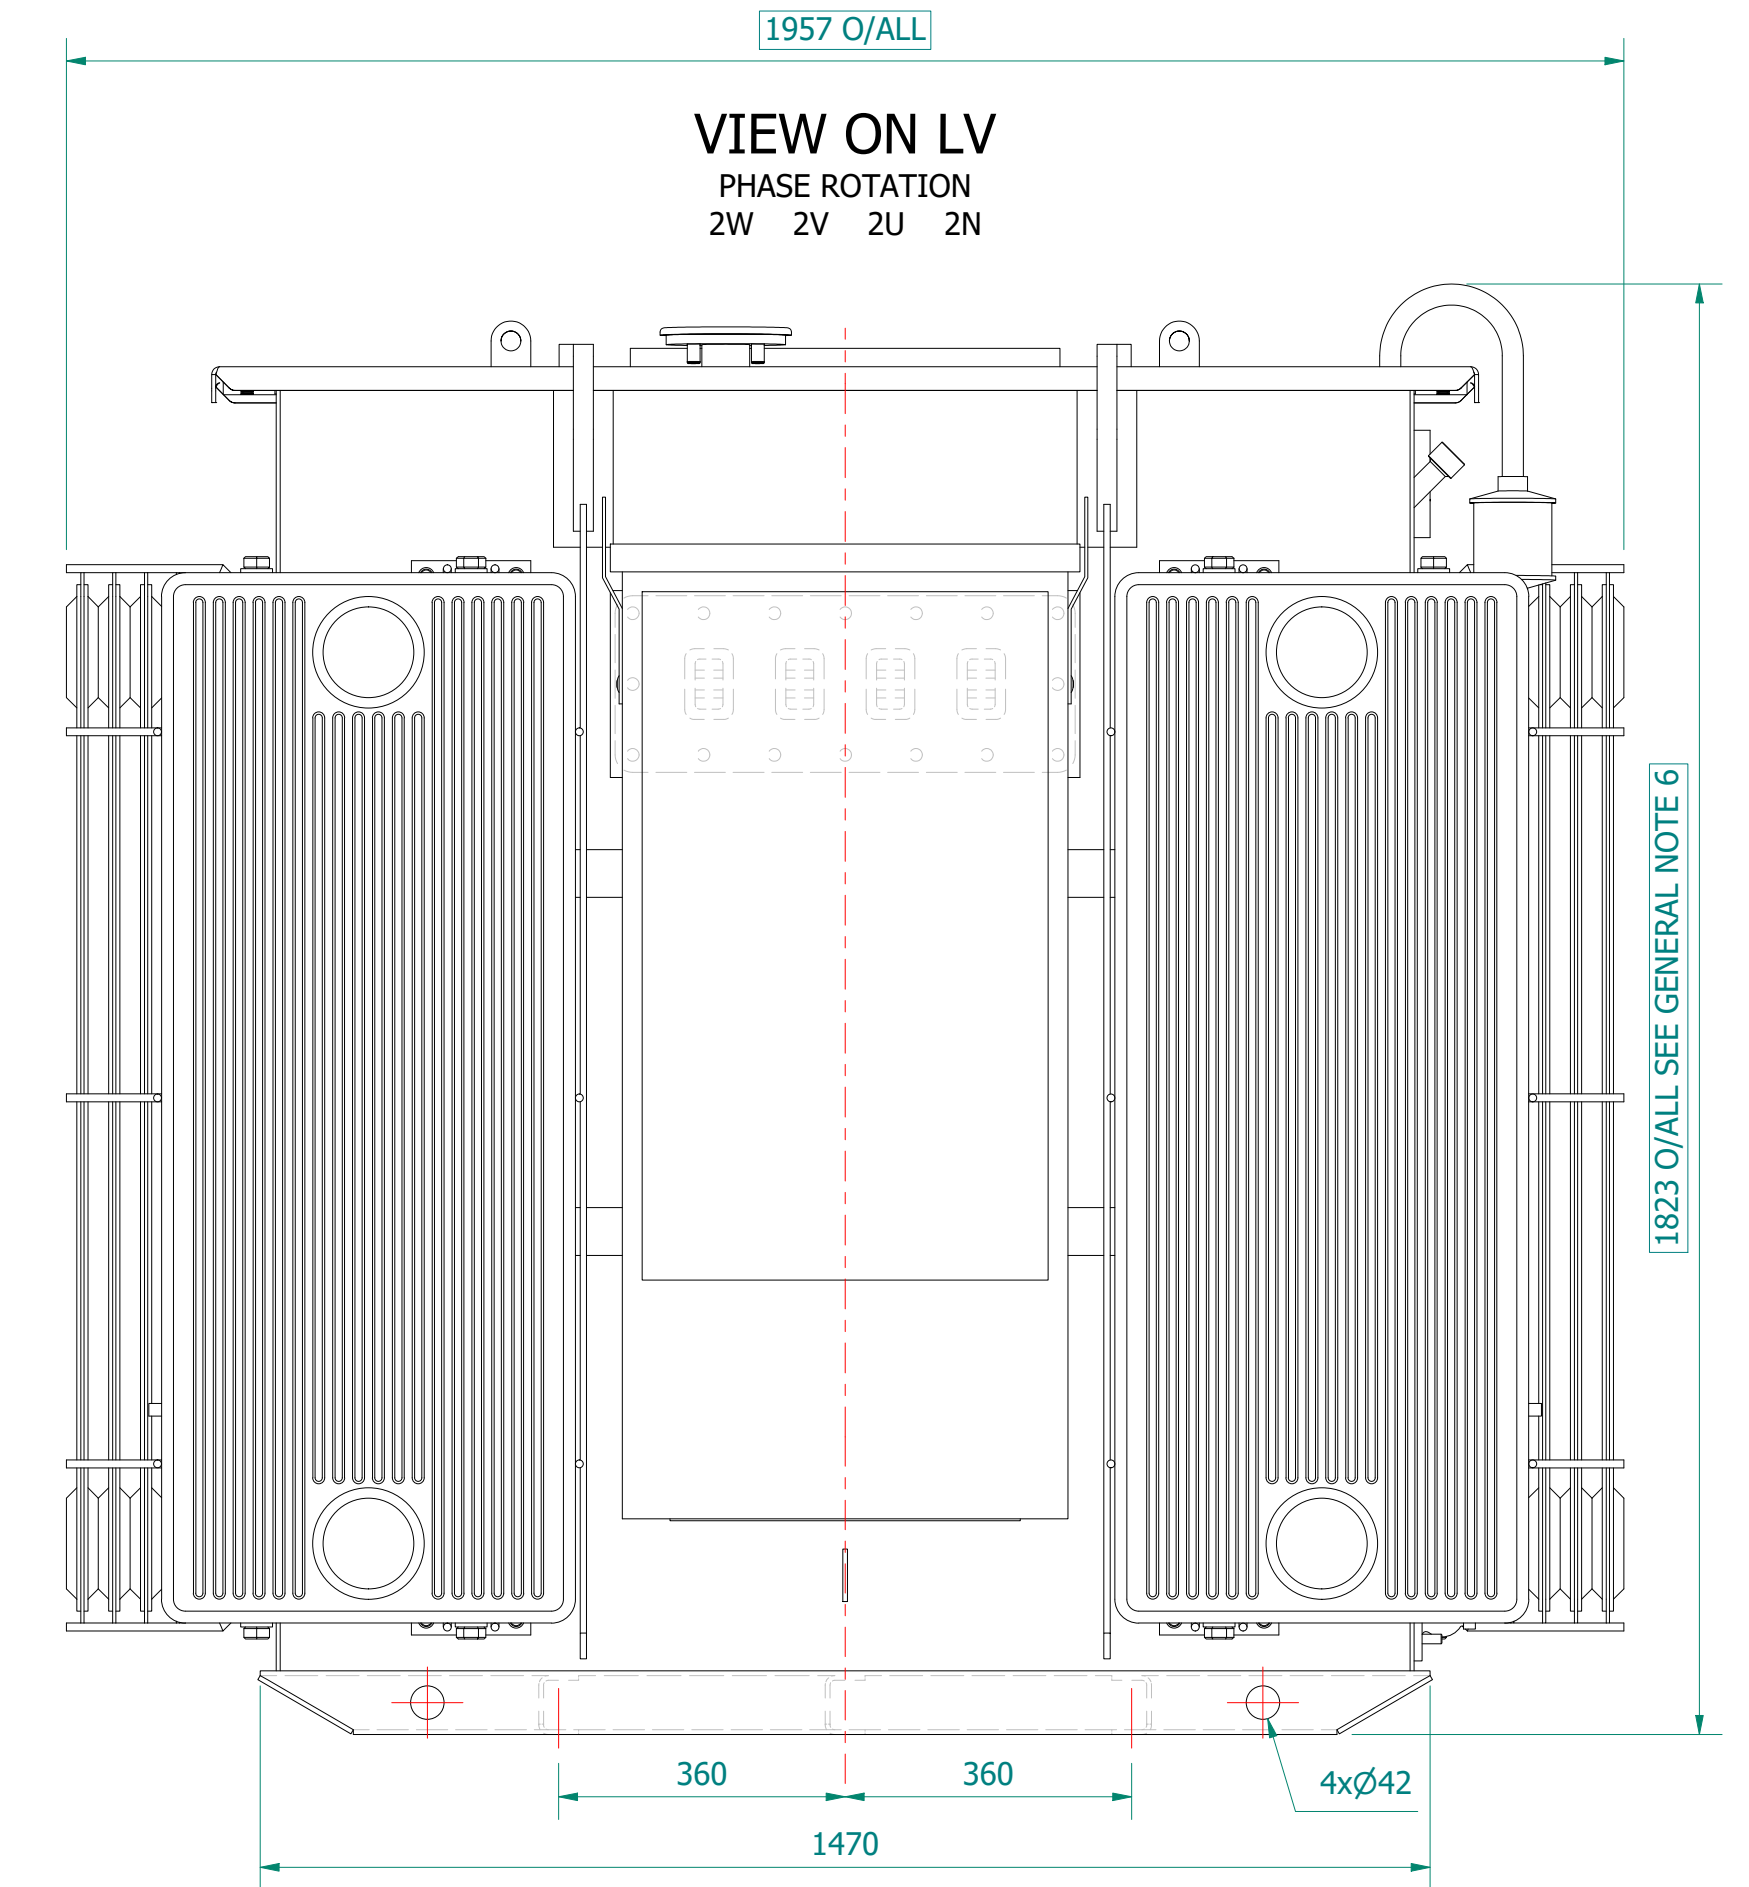 1957 O/ALL
VIEW ON LV
PHASE ROTATION
2W 2V 2U 2N
1823 O/ALL SEE GENERAL NOTE 6
360
360
4xØ42
1470